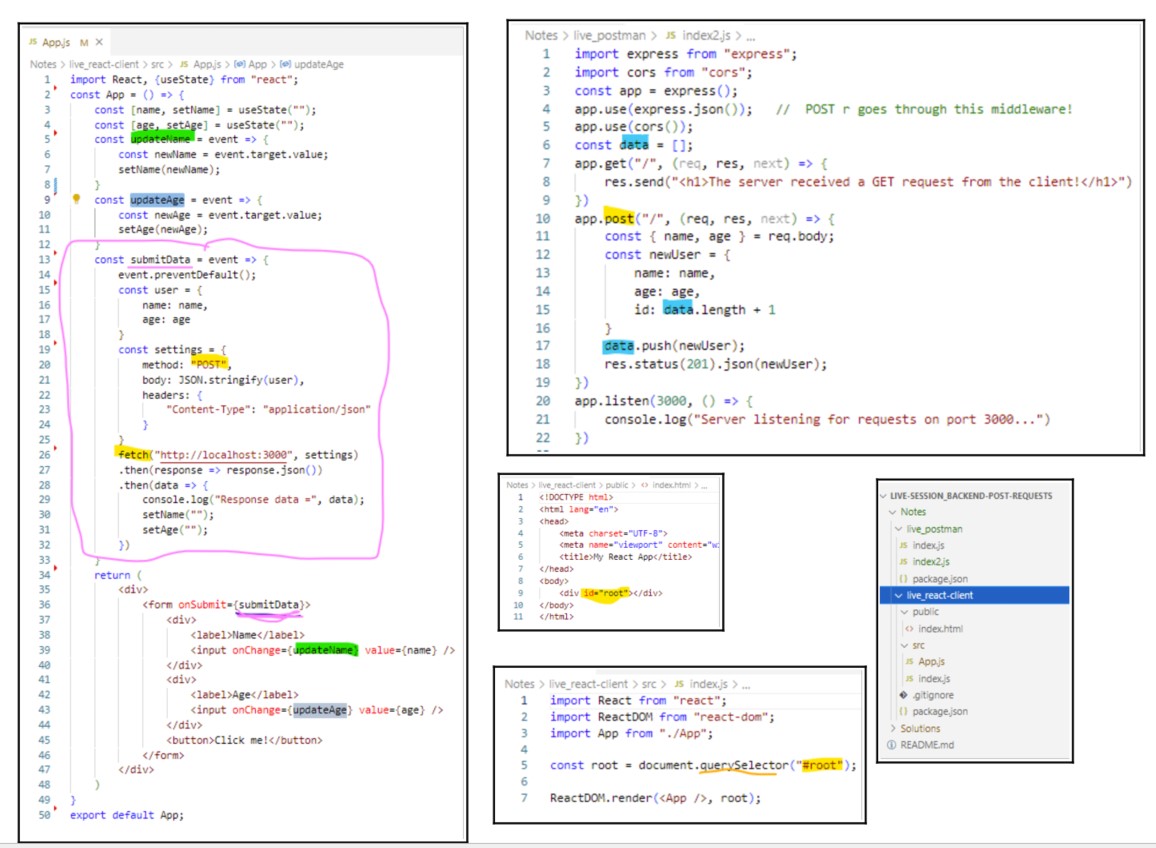 JS App.js M ×
Notes > live_react-client > src > JS App.js > App > updateAge
1 import React, {useState} from "react";
2 const App = () => {
3 const [name, setName] = useState("");
4 const [age, setAge] = useState("");
5 const updateName = event => {
6 const newName = event.target.value;
7 setName(newName);
8 }
9 const updateAge = event => {
10 const newAge = event.target.value;
11 setAge(newAge);
12 }
13 const submitData = event => {
14 event.preventDefault();
15 const user = {
16 name: name,
17 age: age
18 }
19 const settings = {
20 method: "POST",
21 body: JSON.stringify(user),
22 headers: {
23 "Content-Type": "application/json"
24 }
25 }
26 fetch("http://localhost:3000", settings)
27 .then(response => response.json())
28 .then(data => {
29 console.log("Response data =", data);
30 setName("");
31 setAge("");
32 })
33 }
34 return (
35 <div>
36 <form onSubmit={submitData}>
37 <div>
38 <label>Name</label>
39 <input onChange={updateName} value={name} />
40 </div>
41 <div>
42 <label>Age</label>
43 <input onChange={updateAge} value={age} />
44 </div>
45 <button>Click me!</button>
46 </form>
47 </div>
48 )
49 }
50 export default App;
Notes > live_postman > JS index2.js > ...
1 import express from "express";
2 import cors from "cors";
3 const app = express();
4 app.use(express.json()); // POST r goes through this middleware!
5 app.use(cors());
6 const data = [];
7 app.get("/", (req, res, next) => {
8 res.send("<h1>The server received a GET request from the client!</h1>")
9 })
10 app.post("/", (req, res, next) => {
11 const { name, age } = req.body;
12 const newUser = {
13 name: name,
14 age: age,
15 id: data.length + 1
16 }
17 data.push(newUser);
18 res.status(201).json(newUser);
19 })
20 app.listen(3000, () => {
21 console.log("Server listening for requests on port 3000...")
22 })
Notes > live_react-client > public > <> index.html > ...
1 <!DOCTYPE html>
2 <html lang="en">
3 <head>
4 <meta charset="UTF-8">
5 <meta name="viewport" content="w
6 <title>My React App</title>
7 </head>
8 <body>
9 <div id="root"></div>
10 </body>
11 </html>
Notes > live_react-client > src > JS index.js > ...
1 import React from "react";
2 import ReactDOM from "react-dom";
3 import App from "./App";
4
5 const root = document.querySelector("#root");
6
7 ReactDOM.render(<App />, root);
LIVE-SESSION_BACKEND-POST-REQUESTS
Notes
live_postman
JS index.js
JS index2.js
{} package.json
live_react-client
public
<> index.html
src
JS App.js
JS index.js
.gitignore
{} package.json
> Solutions
README.md